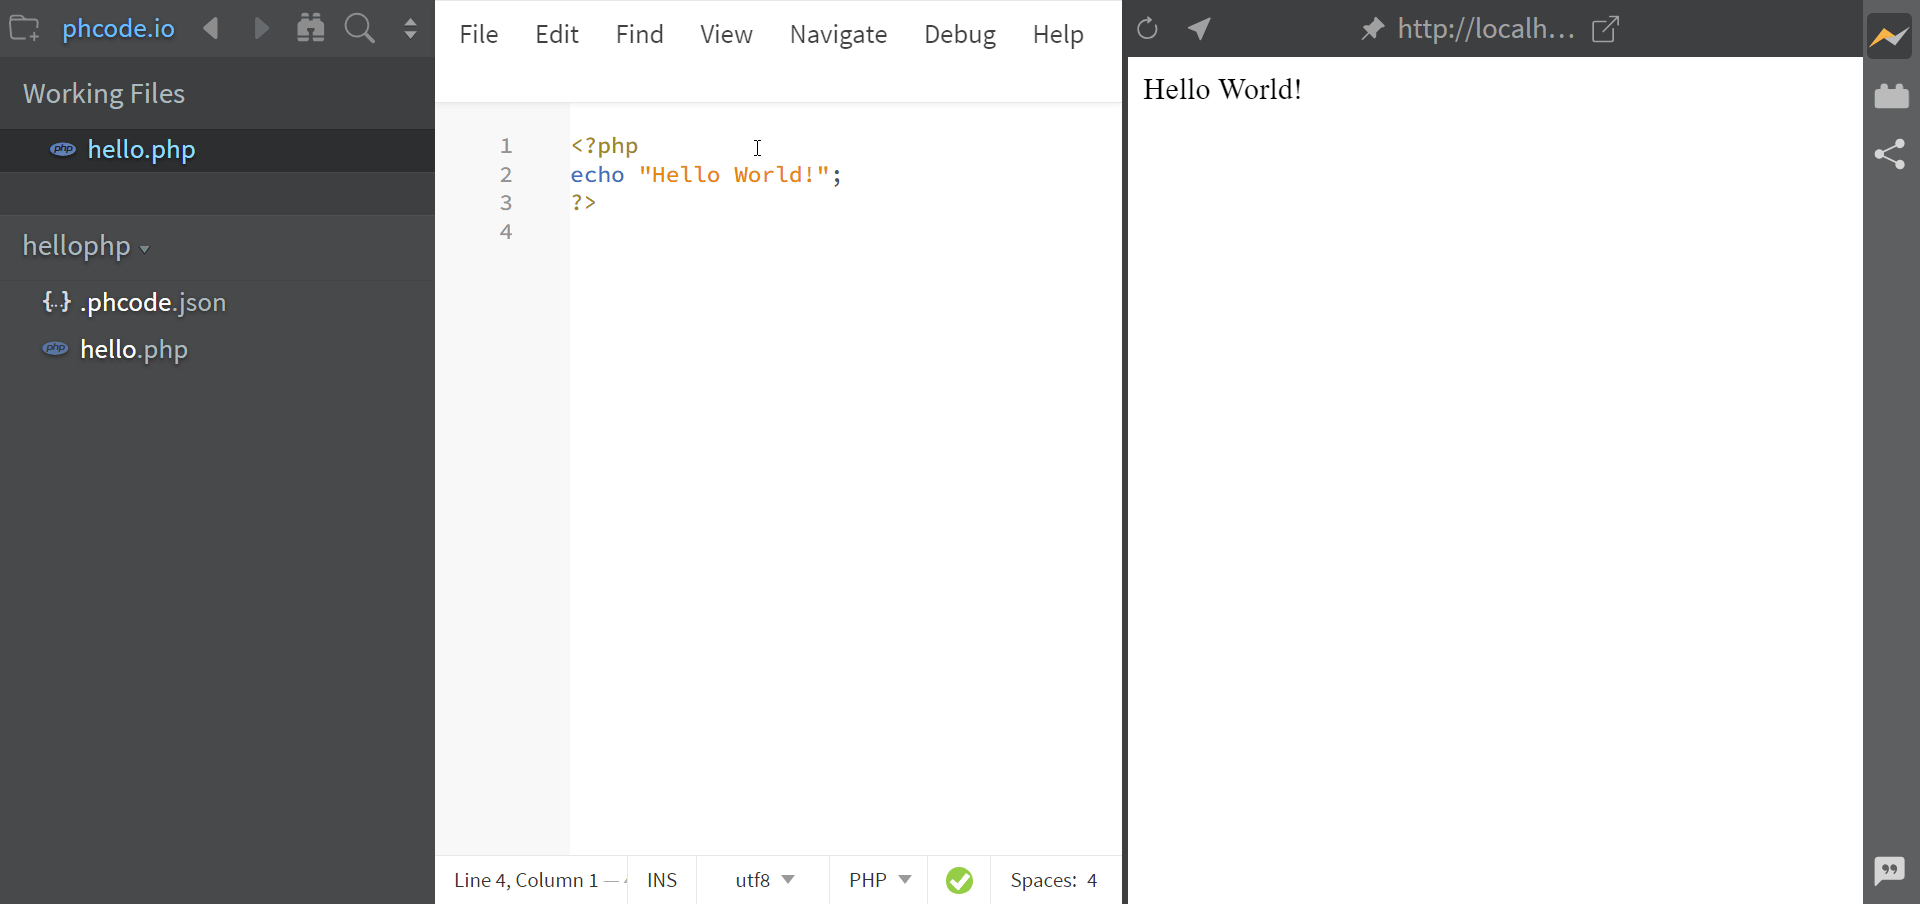 phcode.io
Working Files
php hello.php
hellophp
{..} .phcode.json
php hello.php
File Edit Find View Navigate Debug Help
1 <?php
2 echo "Hello World!";
3 ?>
4
Line 4, Column 1 —
INS
utf8
PHP
Spaces: 4
http://localh...
Hello World!